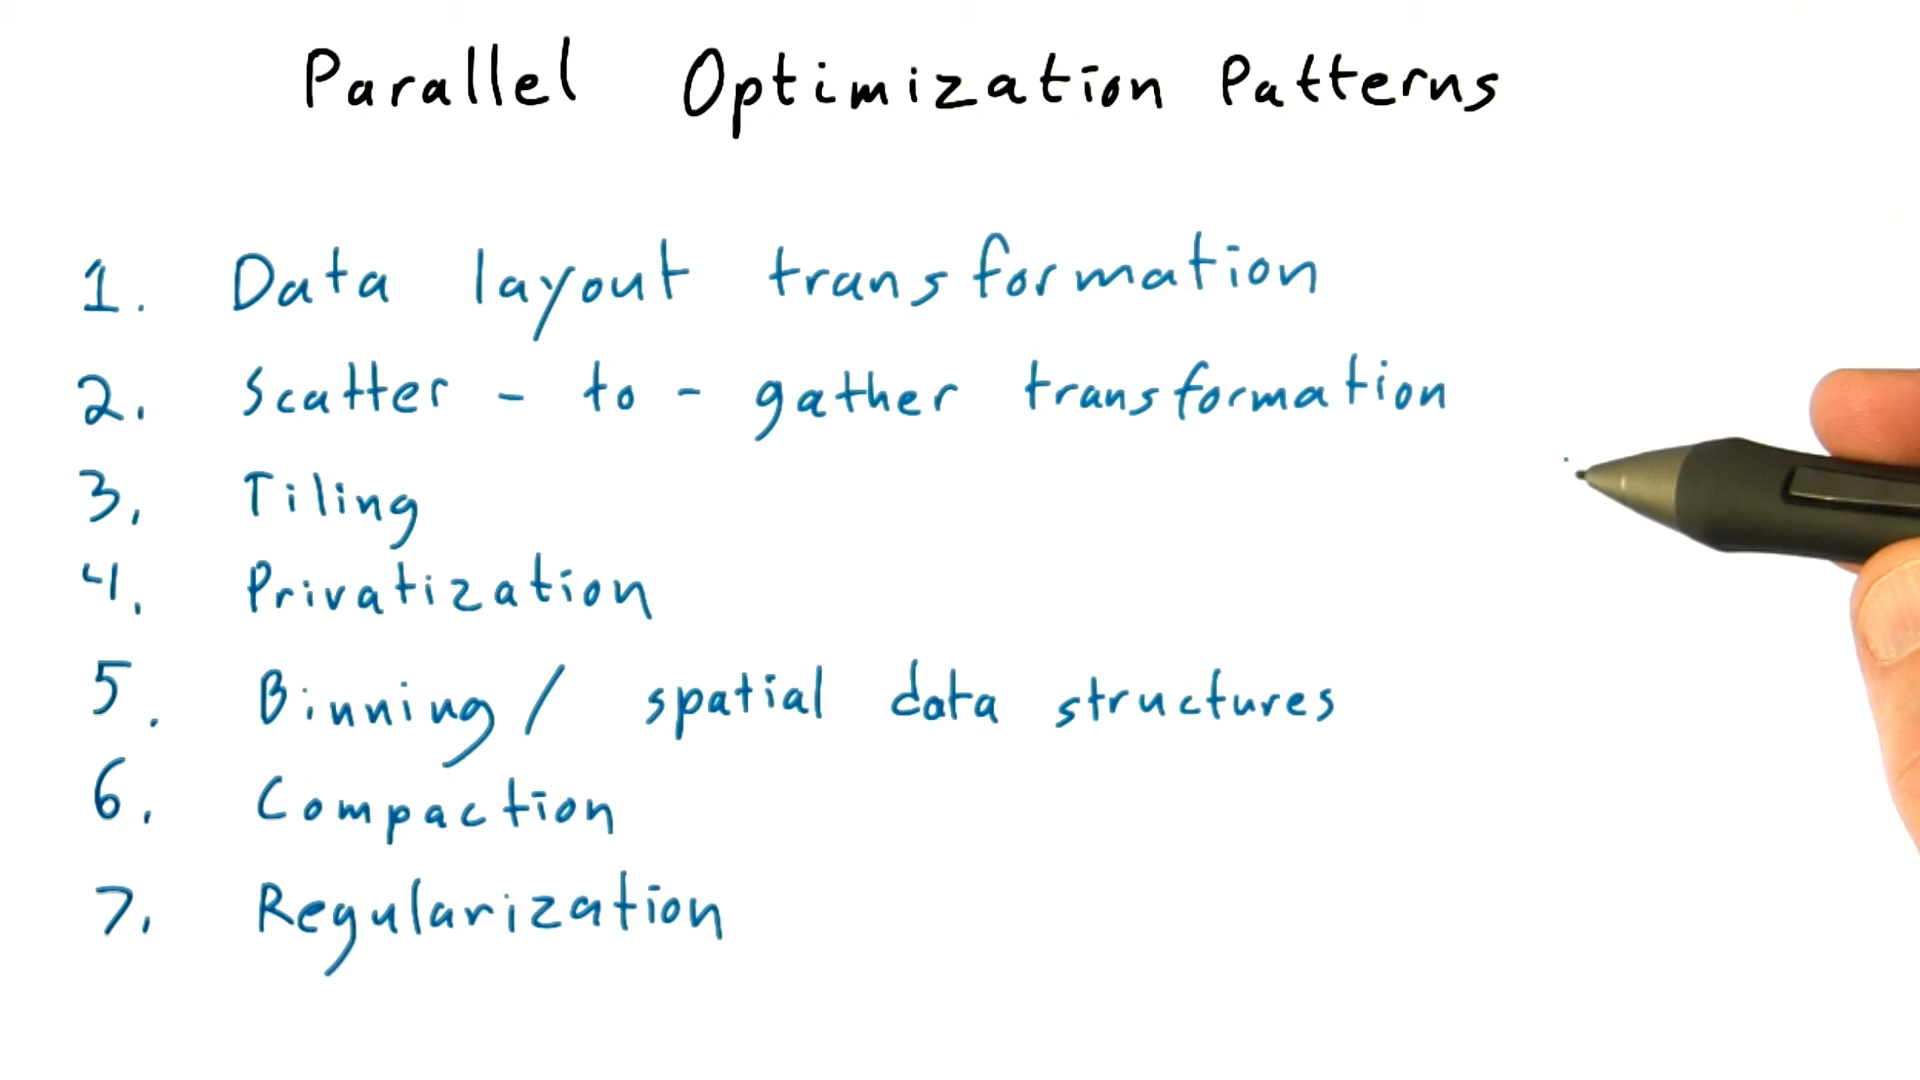 Parallel Optimization Patterns
1. Data layout transformation
2. Scatter - to - gather transformation
3. Tiling
4. Privatization
5. Binning / spatial data structures
6. Compaction
7. Regularization